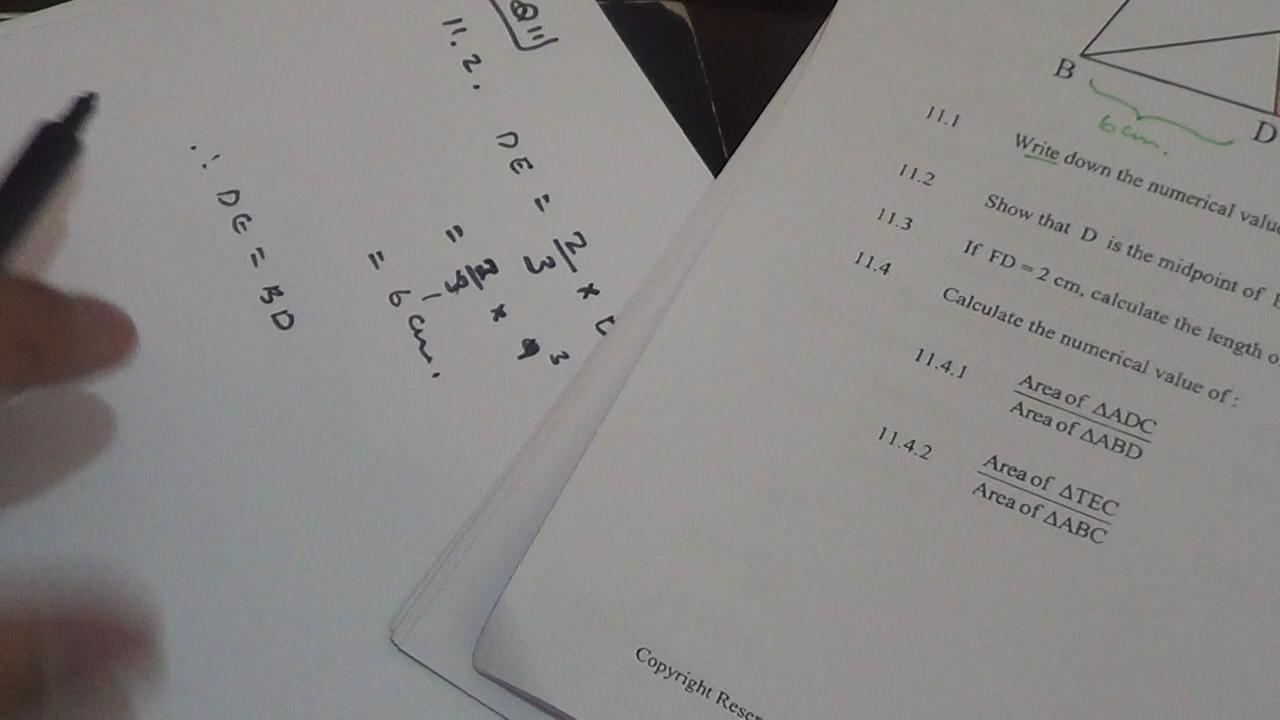 Q11
11.2.
DE = 2/3 ×
= 2/3 × 9 3
= 6 cm.
∴ DE = BD
B
6 cm.
D
11.1 Write down the numerical
11.2 Show that D is the midpoint of
11.3 If FD = 2 cm, calculate the length
11.4 Calculate the numerical value of :
11.4.1 Area of ΔADC
Area of ΔABD
11.4.2 Area of ΔTEC
Area of ΔABC
Copyright